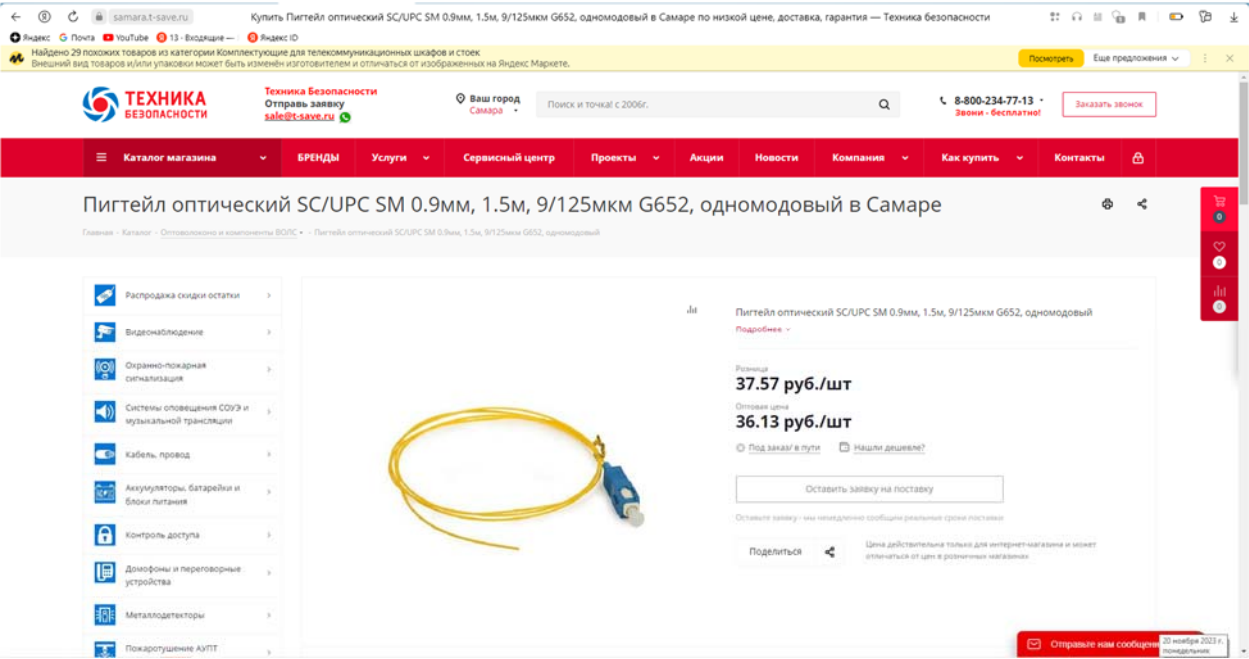 samara.t-save.ru
Купить Пигтейл оптический SC/UPC SM 0.9мм, 1.5м, 9/125мкм G652, одномодовый в Самаре по низкой цене, доставка, гарантия — Техника безопасности
Яндекс
Почта
YouTube
13 · Входящие —
Яндекс ID
Найдено 29 похожих товаров из категории Комплектующие для телекоммуникационных шкафов и стоек
Внешний вид товаров и/или упаковки может быть изменён изготовителем и отличаться от изображенных на Яндекс Маркете.
Посмотреть
Еще предложения
ТЕХНИКА
БЕЗОПАСНОСТИ
Техника Безопасности
Отправь заявку
sale@t-save.ru
Ваш город
Самара
Поиск и точка! с 2006г.
8-800-234-77-13
Звони - бесплатно!
Заказать звонок
Каталог магазина
БРЕНДЫ
Услуги
Сервисный центр
Проекты
Акции
Новости
Компания
Как купить
Контакты
Пигтейл оптический SC/UPC SM 0.9мм, 1.5м, 9/125мкм G652, одномодовый в Самаре
Главная - Каталог - Оптоволоконо и компоненты ВОЛС - Пигтейл оптический SC/UPC SM 0.9мм, 1.5м, 9/125мкм G652, одномодовый
0
0
0
Распродажа скидки остатки
Видеонаблюдение
Охранно-пожарная
сигнализация
Системы оповещения СОУЭ и
музыкальной трансляции
Кабель, провод
Аккумуляторы, батарейки и
блоки питания
Контроль доступа
Домофоны и переговорные
устройства
Металлодетекторы
Пожаротушение АУПТ
Пигтейл оптический SC/UPC SM 0.9мм, 1.5м, 9/125мкм G652, одномодовый
Подробнее
Розница
37.57 руб./шт
Оптовая цена
36.13 руб./шт
Под заказ/ в пути
Нашли дешевле?
Оставить заявку на поставку
Оставьте заявку - мы немедленно сообщим реальные сроки поставки
Поделиться
Цена действительна только для интернет-магазина и может
отличаться от цен в розничных магазинах
Отправьте нам сообщен
20 ноября 2023 г.
понедельник